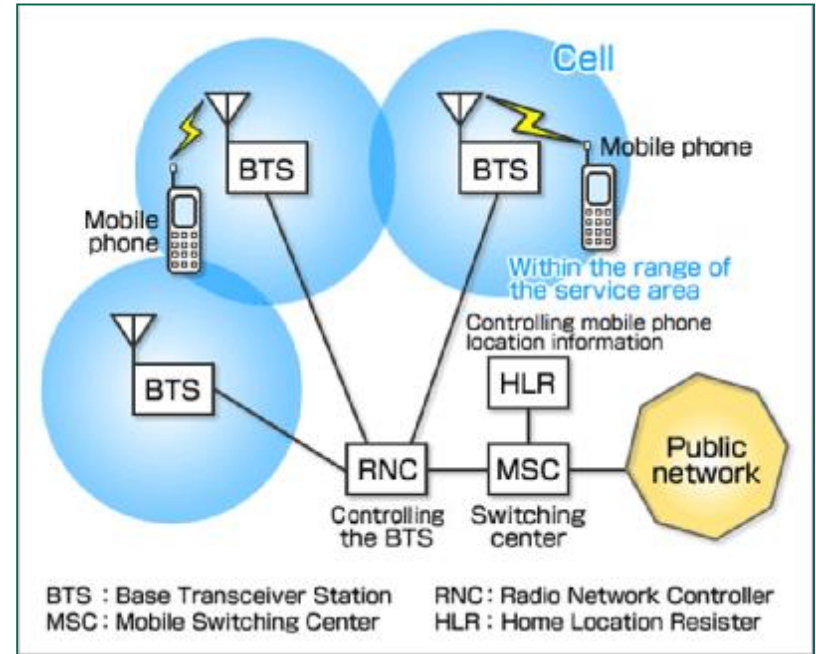 Cell
BTS
BTS
Mobile phone
Mobile
phone
Within the range of
the service area
Controlling mobile phone
location information
BTS
HLR
RNC
MSC
Public
network
Controlling
the BTS
Switching
center
BTS : Base Transceiver Station
RNC : Radio Network Controller
MSC : Mobile Switching Center
HLR : Home Location Resister